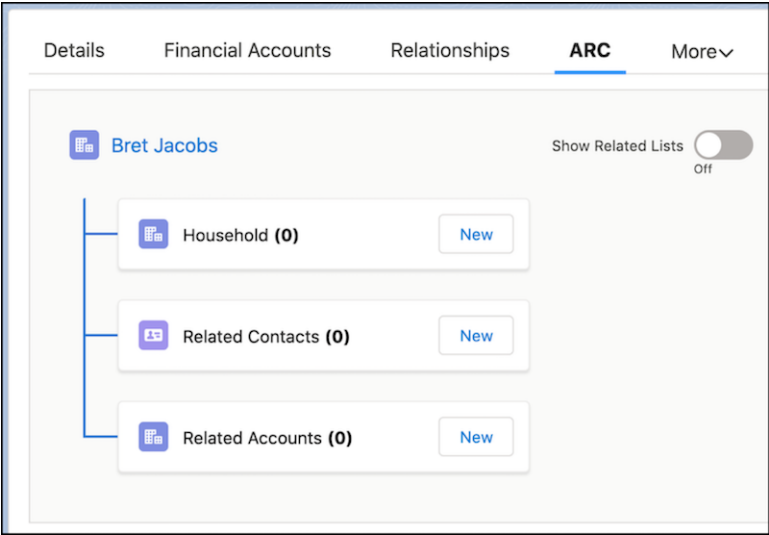 Details Financial Accounts Relationships ARC More
Bret Jacobs Show Related Lists
Off
Household (0) New
Related Contacts (0) New
Related Accounts (0) New